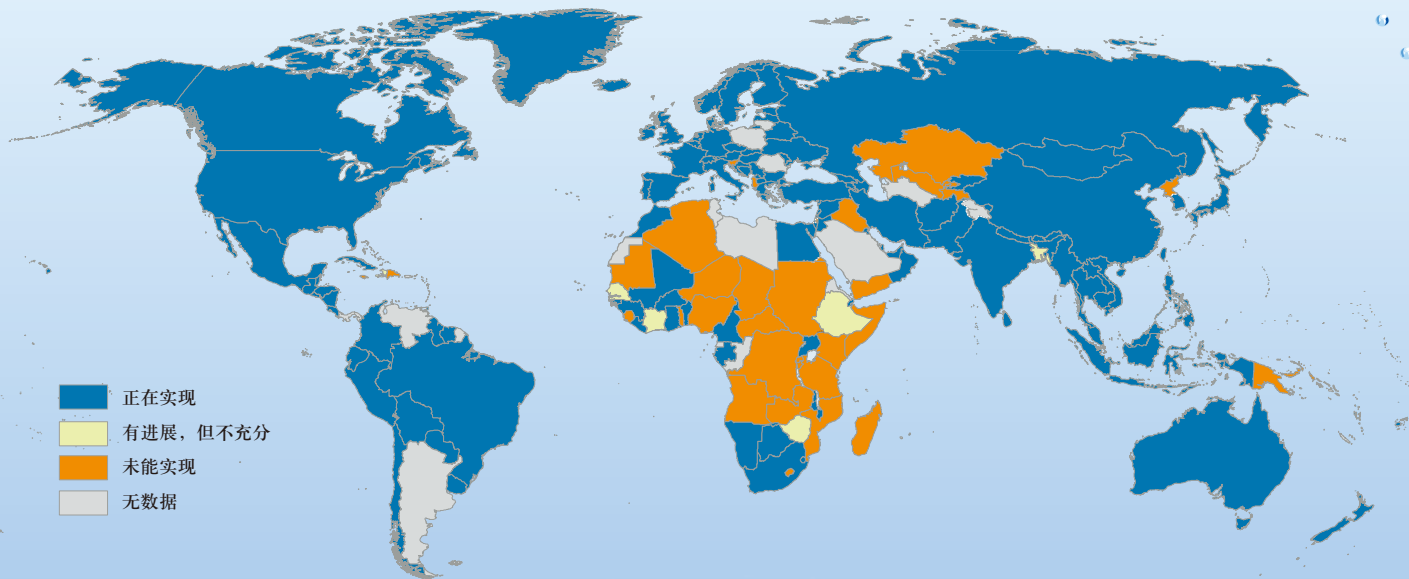 正在实现
有进展，但不充分
未能实现
无数据